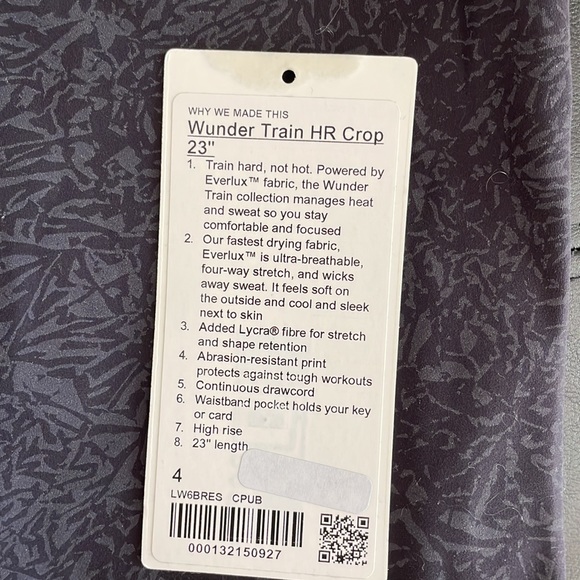 WHY WE MADE THIS
Wunder Train HR Crop
23"
1. Train hard, not hot. Powered by
Everlux™ fabric, the Wunder
Train collection manages heat
and sweat so you stay
comfortable and focused
2. Our fastest drying fabric,
Everlux™ is ultra-breathable,
four-way stretch, and wicks
away sweat. It feels soft on
the outside and cool and sleek
next to skin
3. Added Lycra® fibre for stretch
and shape retention
4. Abrasion-resistant print
protects against tough workouts
5. Continuous drawcord
6. Waistband pocket holds your key
or card
7. High rise
8. 23" length
4
LW6BRES CPUB
000132150927